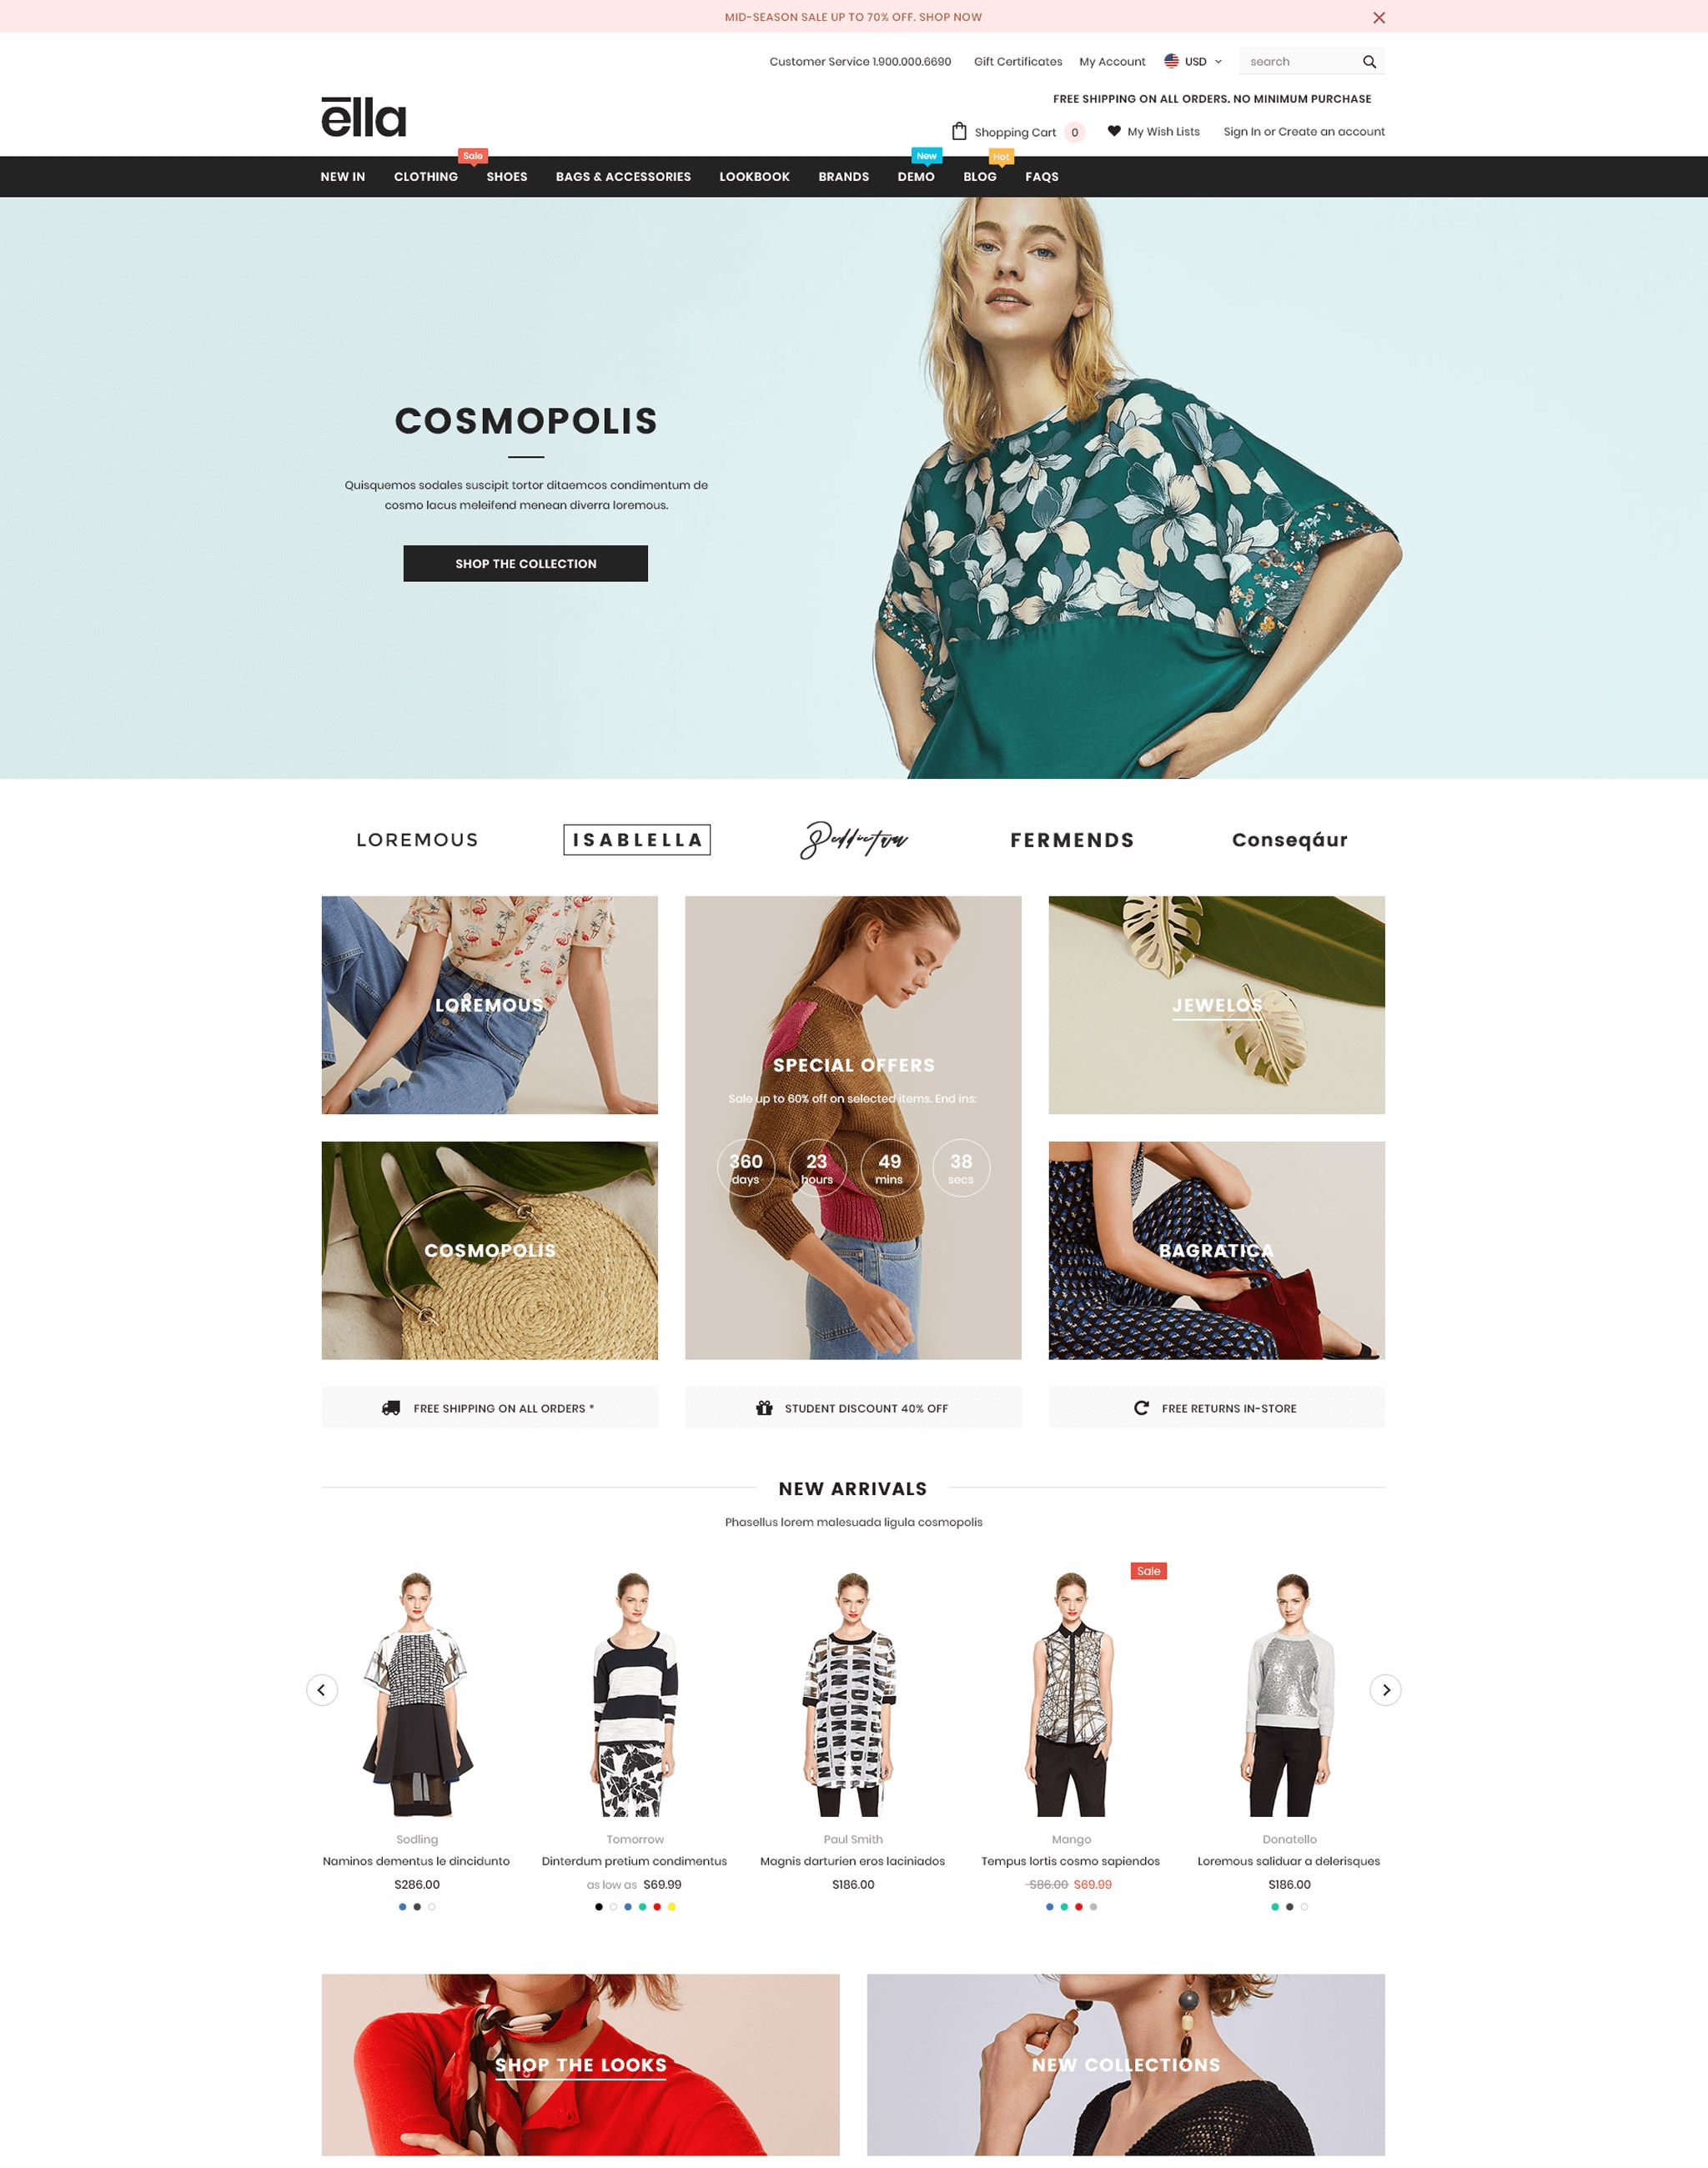 MID-SEASON SALE UP TO 70% OFF. SHOP NOW
Customer Service 1.900.000.6690 Gift Certificates My Account USD search
FREE SHIPPING ON ALL ORDERS. NO MINIMUM PURCHASE
ēlla
Shopping Cart 0 My Wish Lists Sign In or Create an account
Sale New Hot
NEW IN CLOTHING SHOES BAGS & ACCESSORIES LOOKBOOK BRANDS DEMO BLOG FAQS
COSMOPOLIS
Quisquemos sodales suscipit tortor ditaemcos condimentum de
cosmo lacus meleifend menean diverra loremous.
SHOP THE COLLECTION
LOREMOUS ISABLELLA FERMENDS Conseqáur
LOREMOUS
JEWELOS
SPECIAL OFFERS
Sale up to 60% off on selected items. End ins:
360 23 49 38
days hours mins secs
COSMOPOLIS
BAGRATICA
FREE SHIPPING ON ALL ORDERS * STUDENT DISCOUNT 40% OFF FREE RETURNS IN-STORE
NEW ARRIVALS
Phasellus lorem malesuada ligula cosmopolis
Sale
Sodling Tomorrow Paul Smith Mango Donatello
Naminos dementus le dincidunto Dinterdum pretium condimentus Magnis darturien eros laciniados Tempus lortis cosmo sapiendos Loremous saliduar a delerisques
$286.00 as low as $69.99 $186.00 $86.00 $69.99 $186.00
SHOP THE LOOKS
NEW COLLECTIONS